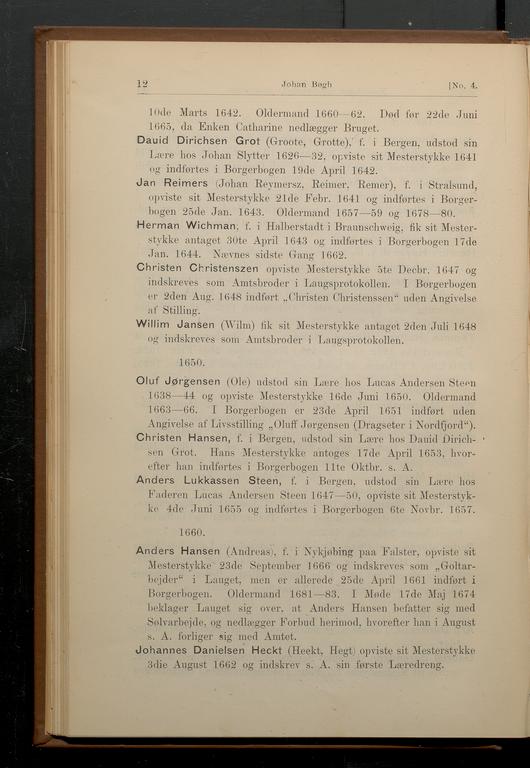 12 Johan Bøgh [No. 4.
10de Marts 1642. Oldermand 1660—62. Død før 22de Juni
1665, da Enken Catharine nedlægger Bruget.
Dauid Dirichsen Grot (Groote, Grotte), f. i Bergen, udstod sin
Lære hos Johan Slytter 1626—32, opviste sit Mesterstykke 1641
og indførtes i Borgerbogen 19de April 1642.
Jan Reimers (Johan Reymersz, Reimer, Remer), f. i Stralsund,
opviste sit Mesterstykke 21de Febr. 1641 og indførtes i Borger-
bogen 25de Jan. 1643. Oldermand 1657—59 og 1678—80.
Herman Wichman, f. i Halberstadt i Braunschweig, fik sit Mester-
stykke antaget 30te April 1643 og indførtes i Borgerbogen 17de
Jan. 1644. Nævnes sidste Gang 1662.
Christen Christenszen opviste Mesterstykke 5te Decbr. 1647 og
indskreves som Amtsbroder i Laugsprotokollen. I Borgerbogen
er 2den Aug. 1648 indført „Christen Christenssen“ uden Angivelse
af Stilling.
Willim Jansen (Wilm) fik sit Mesterstykke antaget 2den Juli 1648
og indskreves som Amtsbroder i Laugsprotokollen.
1650.
Oluf Jørgensen (Ole) udstod sin Lære hos Lucas Andersen Steen
1638—44 og opviste Mesterstykke 16de Juni 1650. Oldermand
1663—66. I Borgerbogen er 23de April 1651 indført uden
Angivelse af Livsstilling „Oluff Jørgensen (Dragseter i Nordfjord“).
Christen Hansen, f. i Bergen, udstod sin Lære hos Dauid Dirich-
sen Grot. Hans Mesterstykke antoges 17de April 1653, hvor-
efter han indførtes i Borgerbogen 11te Oktbr. s. A.
Anders Lukkassen Steen, f. i Bergen, udstod sin Lære hos
Faderen Lucas Andersen Steen 1647—50, opviste sit Mesterstyk-
ke 4de Juni 1655 og indførtes i Borgerbogen 6te Novbr. 1657.
1660.
Anders Hansen (Andreas), f. i Nykjøbing paa Falster, opviste sit
Mesterstykke 23de September 1666 og indskreves som „Goltar-
bejder“ i Lauget, men er allerede 25de April 1661 indført i
Borgerbogen. Oldermand 1681—83. I Møde 17de Maj 1674
beklager Lauget sig over, at Anders Hansen befatter sig med
Sølvarbejde, og nedlægger Forbud herimod, hvorefter han i August
s. A. forliger sig med Amtet.
Johannes Danielsen Heckt (Heekt, Hegt) opviste sit Mesterstykke
3die August 1662 og indskrev s. A. sin første Læredreng.